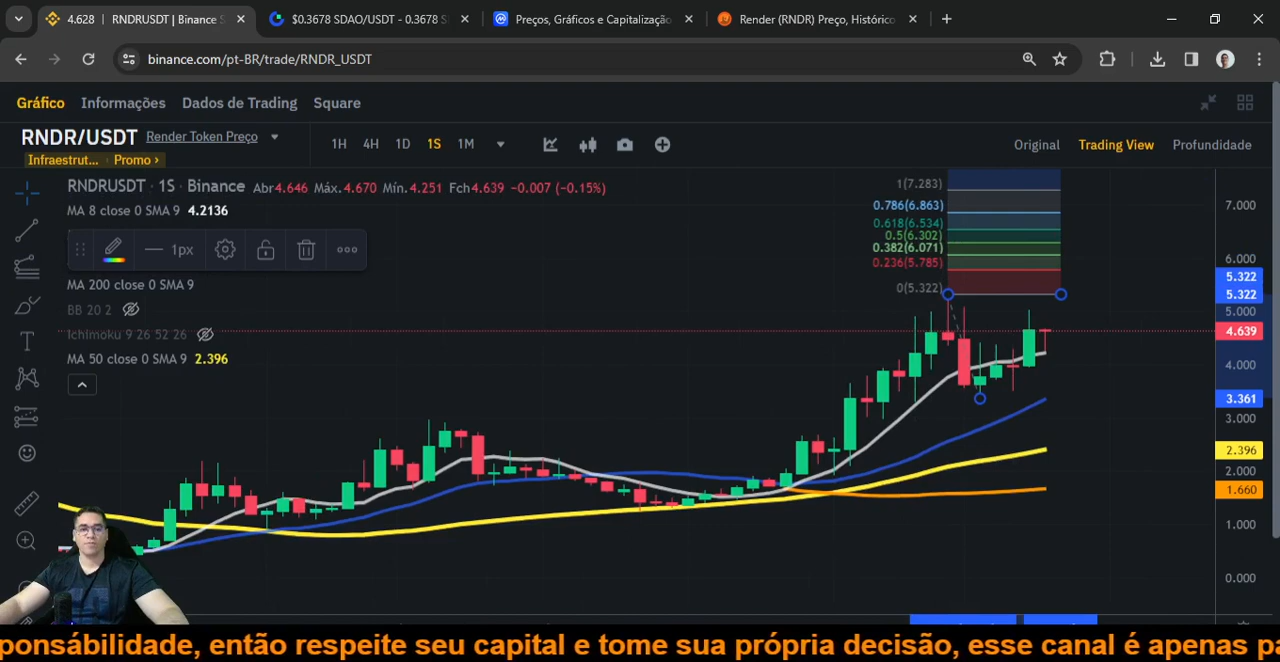 4.628 | RNDRUSDT | Binance S
$0.3678 SDAO/USDT - 0.3678 S
Preços, Gráficos e Capitalização
Render (RNDR) Preço, Histórico
binance.com/pt-BR/trade/RNDR_USDT
Gráfico Informações Dados de Trading Square
RNDR/USDT Render Token Preço
Infraestrut... Promo ›
1H 4H 1D 1S 1M
Original Trading View Profundidade
RNDRUSDT · 1S · Binance Abr4.646 Máx.4.670 Mín.4.251 Fch4.639 −0.007 (−0.15%)
MA 8 close 0 SMA 9 4.2136
1px
MA 200 close 0 SMA 9
BB 20 2
Ichimoku 9 26 52 26
MA 50 close 0 SMA 9 2.396
1(7.283)
0.786(6.863)
0.618(6.534)
0.5(6.302)
0.382(6.071)
0.236(5.785)
0(5.322)
7.000
6.000
5.322
5.322
5.000
4.639
4.000
3.361
3.000
2.396
2.000
1.660
1.000
0.000
ponsábilidade, então respeite seu capital e tome sua própria decisão, esse canal é apenas pa